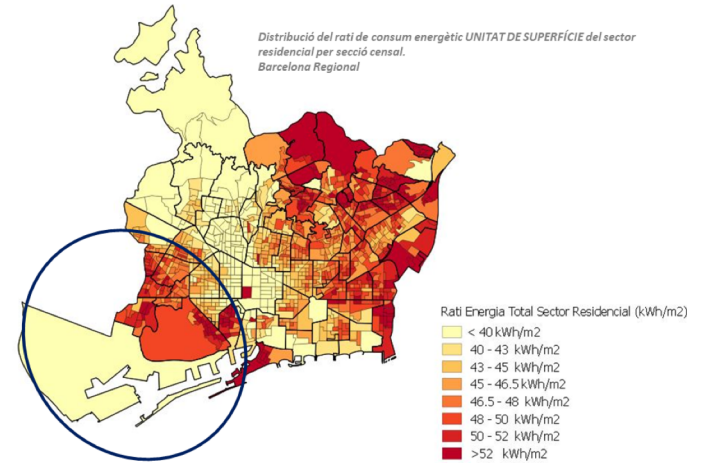 Distribució del rati de consum energètic UNITAT DE SUPERFÍCIE del sector
residencial per secció censal.
Barcelona Regional
Rati Energia Total Sector Residencial (kWh/m2)
< 40 kWh/m2
40 - 43 kWh/m2
43 - 45 kWh/m2
45 - 46.5 kWh/m2
46.5 - 48 kWh/m2
48 - 50 kWh/m2
50 - 52 kWh/m2
>52 kWh/m2